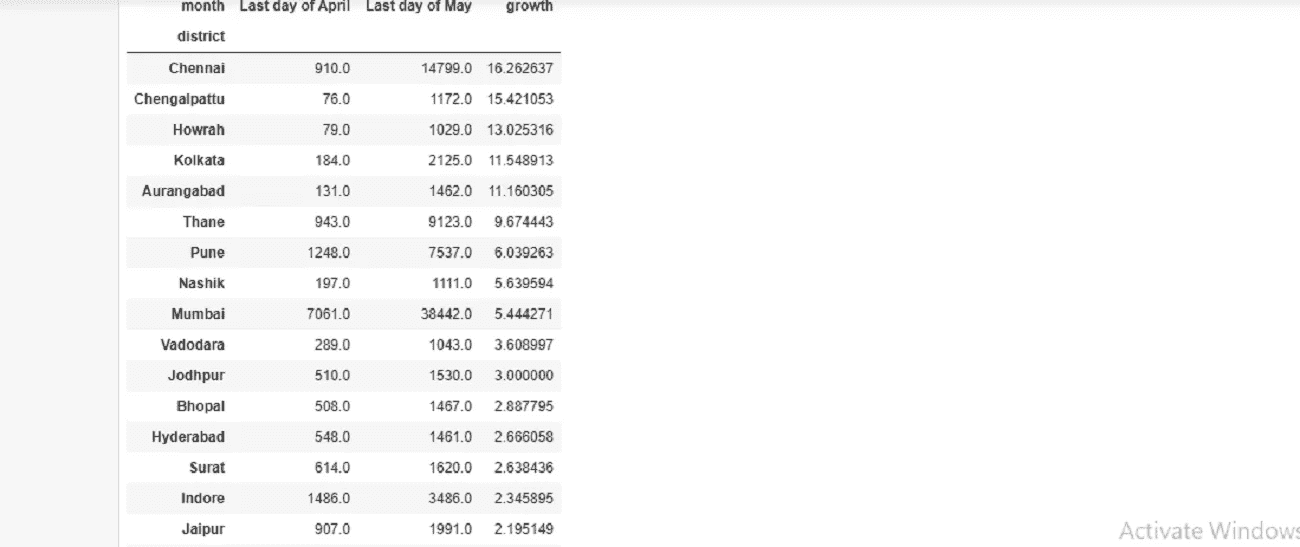 month Last day of April Last day of May growth
district
Chennai 910.0 14799.0 16.262637
Chengalpattu 76.0 1172.0 15.421053
Howrah 79.0 1029.0 13.025316
Kolkata 184.0 2125.0 11.548913
Aurangabad 131.0 1462.0 11.160305
Thane 943.0 9123.0 9.674443
Pune 1248.0 7537.0 6.039263
Nashik 197.0 1111.0 5.639594
Mumbai 7061.0 38442.0 5.444271
Vadodara 289.0 1043.0 3.608997
Jodhpur 510.0 1530.0 3.000000
Bhopal 508.0 1467.0 2.887795
Hyderabad 548.0 1461.0 2.666058
Surat 614.0 1620.0 2.638436
Indore 1486.0 3486.0 2.345895
Jaipur 907.0 1991.0 2.195149
Activate Windows